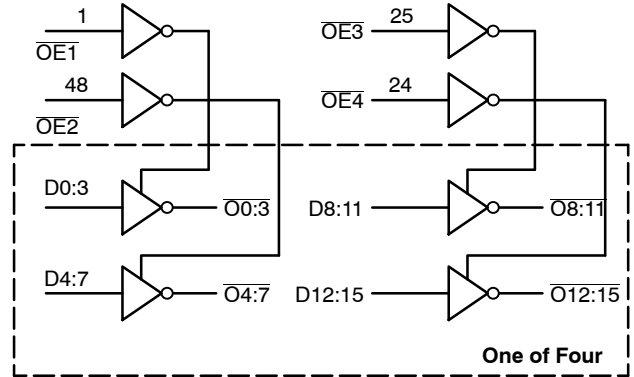 1
OE1
48
OE2
25
OE3
24
OE4
D0:3
O0:3
D4:7
O4:7
D8:11
O8:11
D12:15
O12:15
One of Four